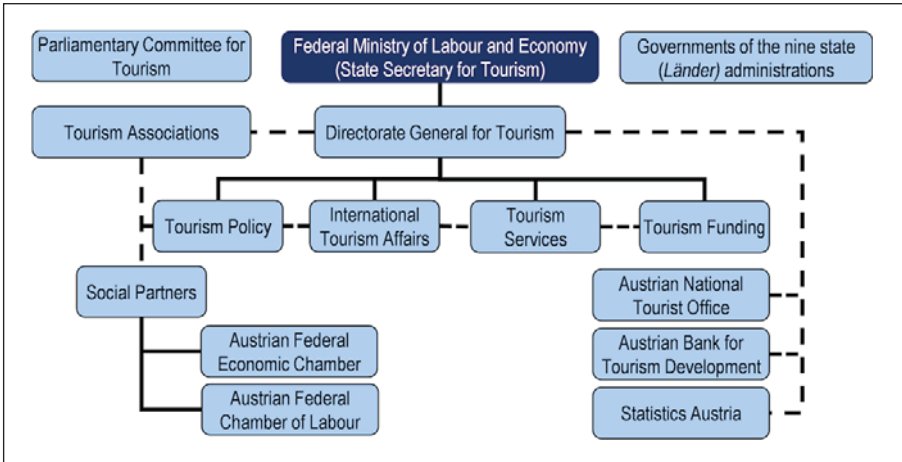 Parliamentary Committee for
Tourism
Federal Ministry of Labour and Economy
(State Secretary for Tourism)
Governments of the nine state
(Länder) administrations
Tourism Associations
Directorate General for Tourism
Tourism Policy
International
Tourism Affairs
Tourism
Services
Tourism Funding
Social Partners
Austrian National
Tourist Office
Austrian Federal
Economic Chamber
Austrian Bank for
Tourism Development
Austrian Federal
Chamber of Labour
Statistics Austria